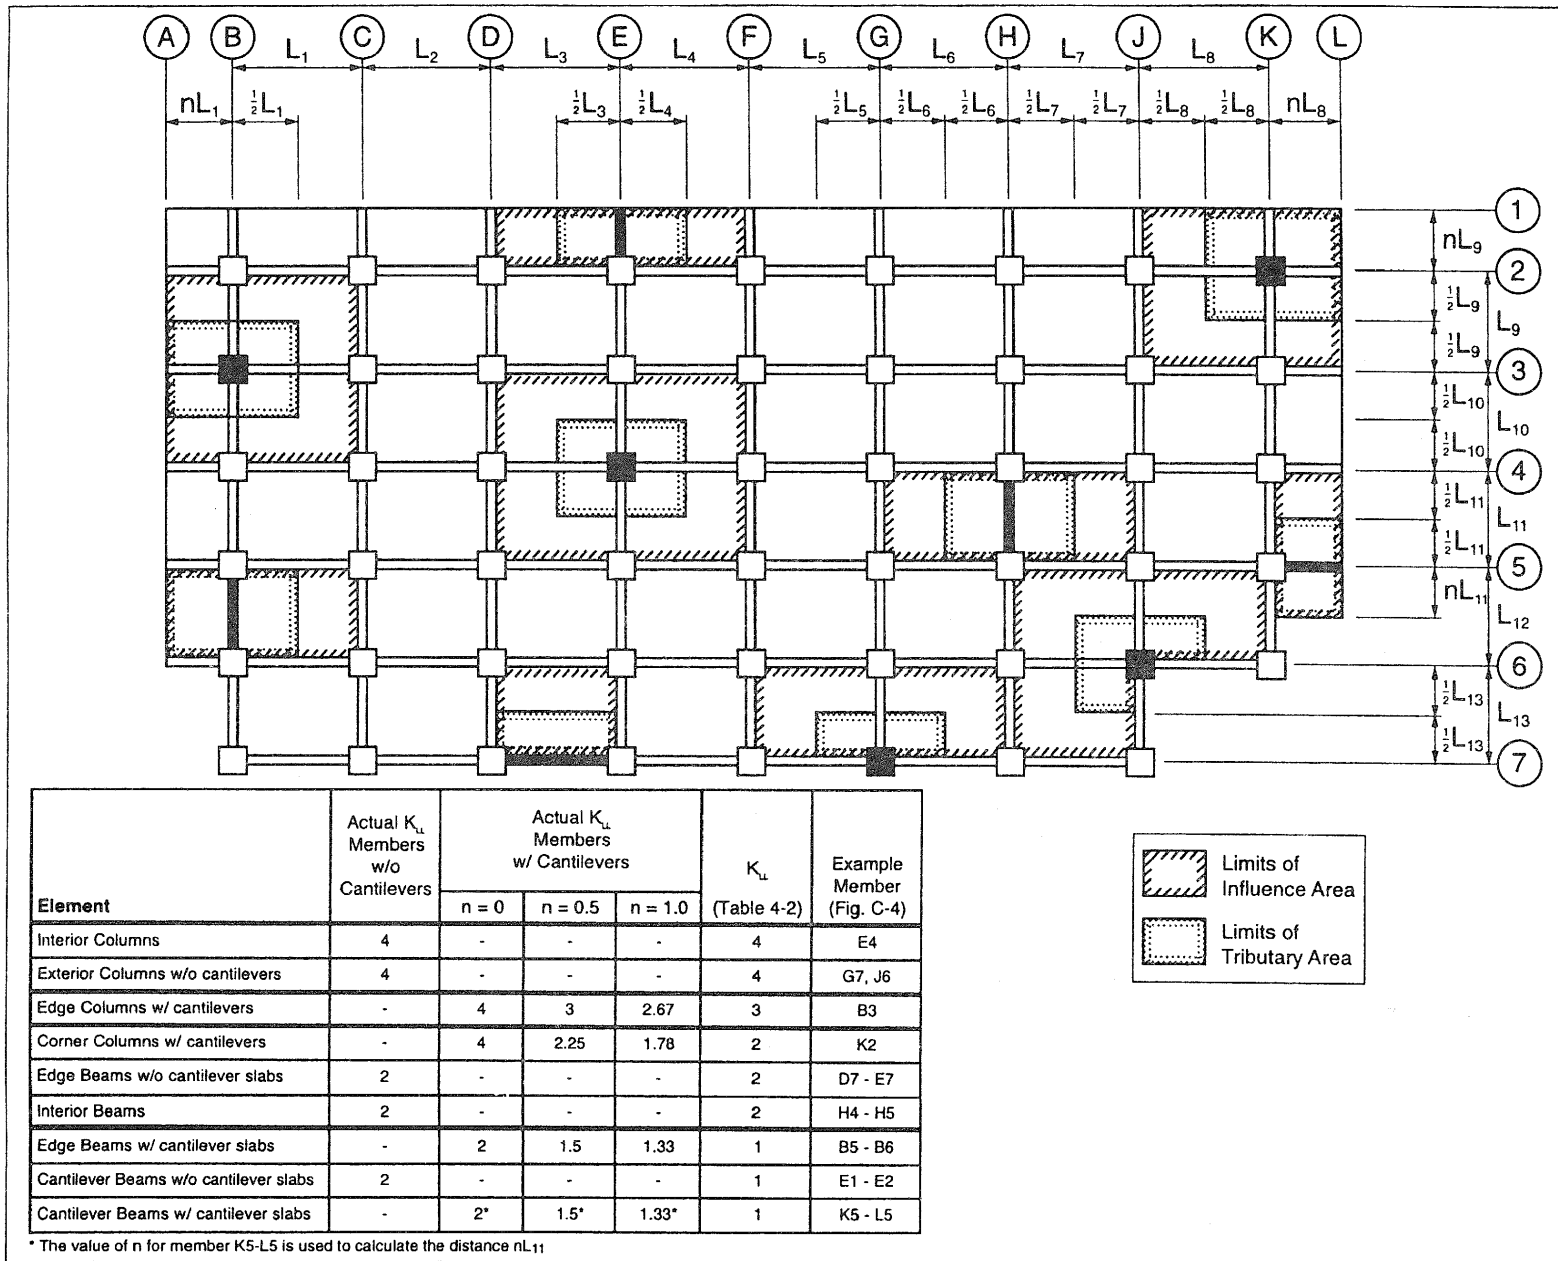 A B C D E F G H J K L
L₁ L₂ L₃ L₄ L₅ L₆ L₇ L₈
nL₁ ½L₁ ½L₃ ½L₄ ½L₅ ½L₆ ½L₆ ½L₇ ½L₇ ½L₈ ½L₈ nL₈
1
nL₉
2
½L₉
L₉
½L₉
3
½L₁₀
L₁₀
½L₁₀
4
½L₁₁
L₁₁
½L₁₁
5
nL₁₁
L₁₂
6
½L₁₃
L₁₃
½L₁₃
7
Element | Actual K_LL Members w/o Cantilevers | Actual K_LL Members w/ Cantilevers | K_LL (Table 4-2) | Example Member (Fig. C-4)
n = 0 | n = 0.5 | n = 1.0
Interior Columns | 4 | - | - | - | 4 | E4
Exterior Columns w/o cantilevers | 4 | - | - | - | 4 | G7, J6
Edge Columns w/ cantilevers | - | 4 | 3 | 2.67 | 3 | B3
Corner Columns w/ cantilevers | - | 4 | 2.25 | 1.78 | 2 | K2
Edge Beams w/o cantilever slabs | 2 | - | - | - | 2 | D7 - E7
Interior Beams | 2 | - | - | - | 2 | H4 - H5
Edge Beams w/ cantilever slabs | - | 2 | 1.5 | 1.33 | 1 | B5 - B6
Cantilever Beams w/o cantilever slabs | 2 | - | - | - | 1 | E1 - E2
Cantilever Beams w/ cantilever slabs | - | 2* | 1.5* | 1.33* | 1 | K5 - L5
* The value of n for member K5-L5 is used to calculate the distance nL₁₁
Limits of
Influence Area
Limits of
Tributary Area